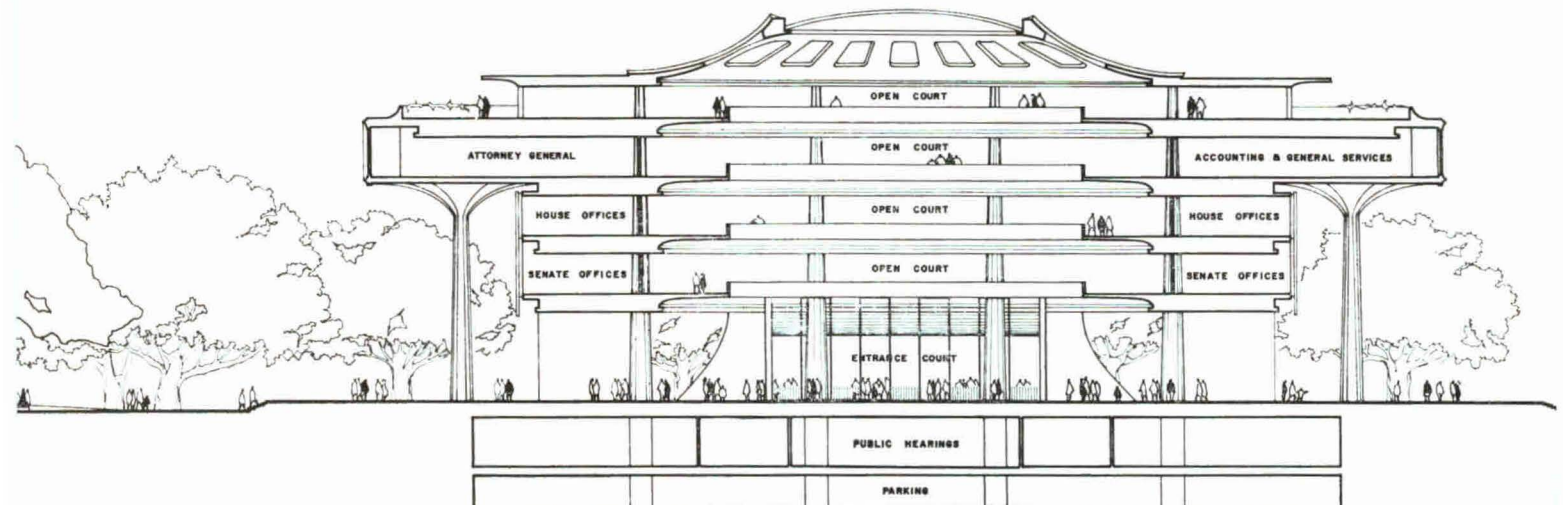 OPEN COURT
ATTORNEY GENERAL
OPEN COURT
ACCOUNTING & GENERAL SERVICES
HOUSE OFFICES
OPEN COURT
HOUSE OFFICES
SENATE OFFICES
OPEN COURT
SENATE OFFICES
ENTRANCE COURT
PUBLIC HEARINGS
PARKING